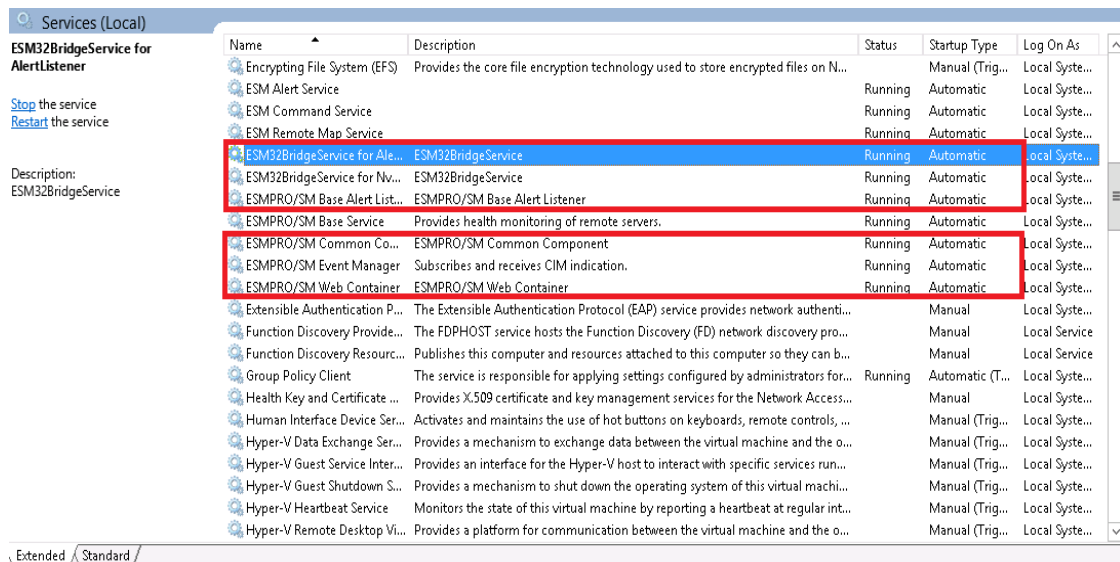 Services (Local)
ESM32BridgeService for
AlertListener
Stop the service
Restart the service
Description:
ESM32BridgeService
Name Description Status Startup Type Log On As
Encrypting File System (EFS) Provides the core file encryption technology used to store encrypted files on N... Manual (Trig... Local Syste...
ESM Alert Service Running Automatic Local Syste...
ESM Command Service Running Automatic Local Syste...
ESM Remote Map Service Running Automatic Local Syste...
ESM32BridgeService for Ale... ESM32BridgeService Running Automatic Local Syste...
ESM32BridgeService for Nv... ESM32BridgeService Running Automatic Local Syste...
ESMPRO/SM Base Alert List... ESMPRO/SM Base Alert Listener Running Automatic Local Syste...
ESMPRO/SM Base Service Provides health monitoring of remote servers. Running Automatic Local Syste...
ESMPRO/SM Common Co... ESMPRO/SM Common Component Running Automatic Local Syste...
ESMPRO/SM Event Manager Subscribes and receives CIM indication. Running Automatic Local Syste...
ESMPRO/SM Web Container ESMPRO/SM Web Container Running Automatic Local Syste...
Extensible Authentication P... The Extensible Authentication Protocol (EAP) service provides network authenti... Manual Local Syste...
Function Discovery Provide... The FDPHOST service hosts the Function Discovery (FD) network discovery pro... Manual Local Service
Function Discovery Resourc... Publishes this computer and resources attached to this computer so they can b... Manual Local Service
Group Policy Client The service is responsible for applying settings configured by administrators for... Running Automatic (T... Local Syste...
Health Key and Certificate ... Provides X.509 certificate and key management services for the Network Access... Manual Local Syste...
Human Interface Device Ser... Activates and maintains the use of hot buttons on keyboards, remote controls, ... Manual (Trig... Local Syste...
Hyper-V Data Exchange Ser... Provides a mechanism to exchange data between the virtual machine and the o... Manual (Trig... Local Syste...
Hyper-V Guest Service Inter... Provides an interface for the Hyper-V host to interact with specific services run... Manual (Trig... Local Syste...
Hyper-V Guest Shutdown S... Provides a mechanism to shut down the operating system of this virtual machi... Manual (Trig... Local Syste...
Hyper-V Heartbeat Service Monitors the state of this virtual machine by reporting a heartbeat at regular int... Manual (Trig... Local Syste...
Hyper-V Remote Desktop Vi... Provides a platform for communication between the virtual machine and the o... Manual (Trig... Local Syste...
Extended Standard